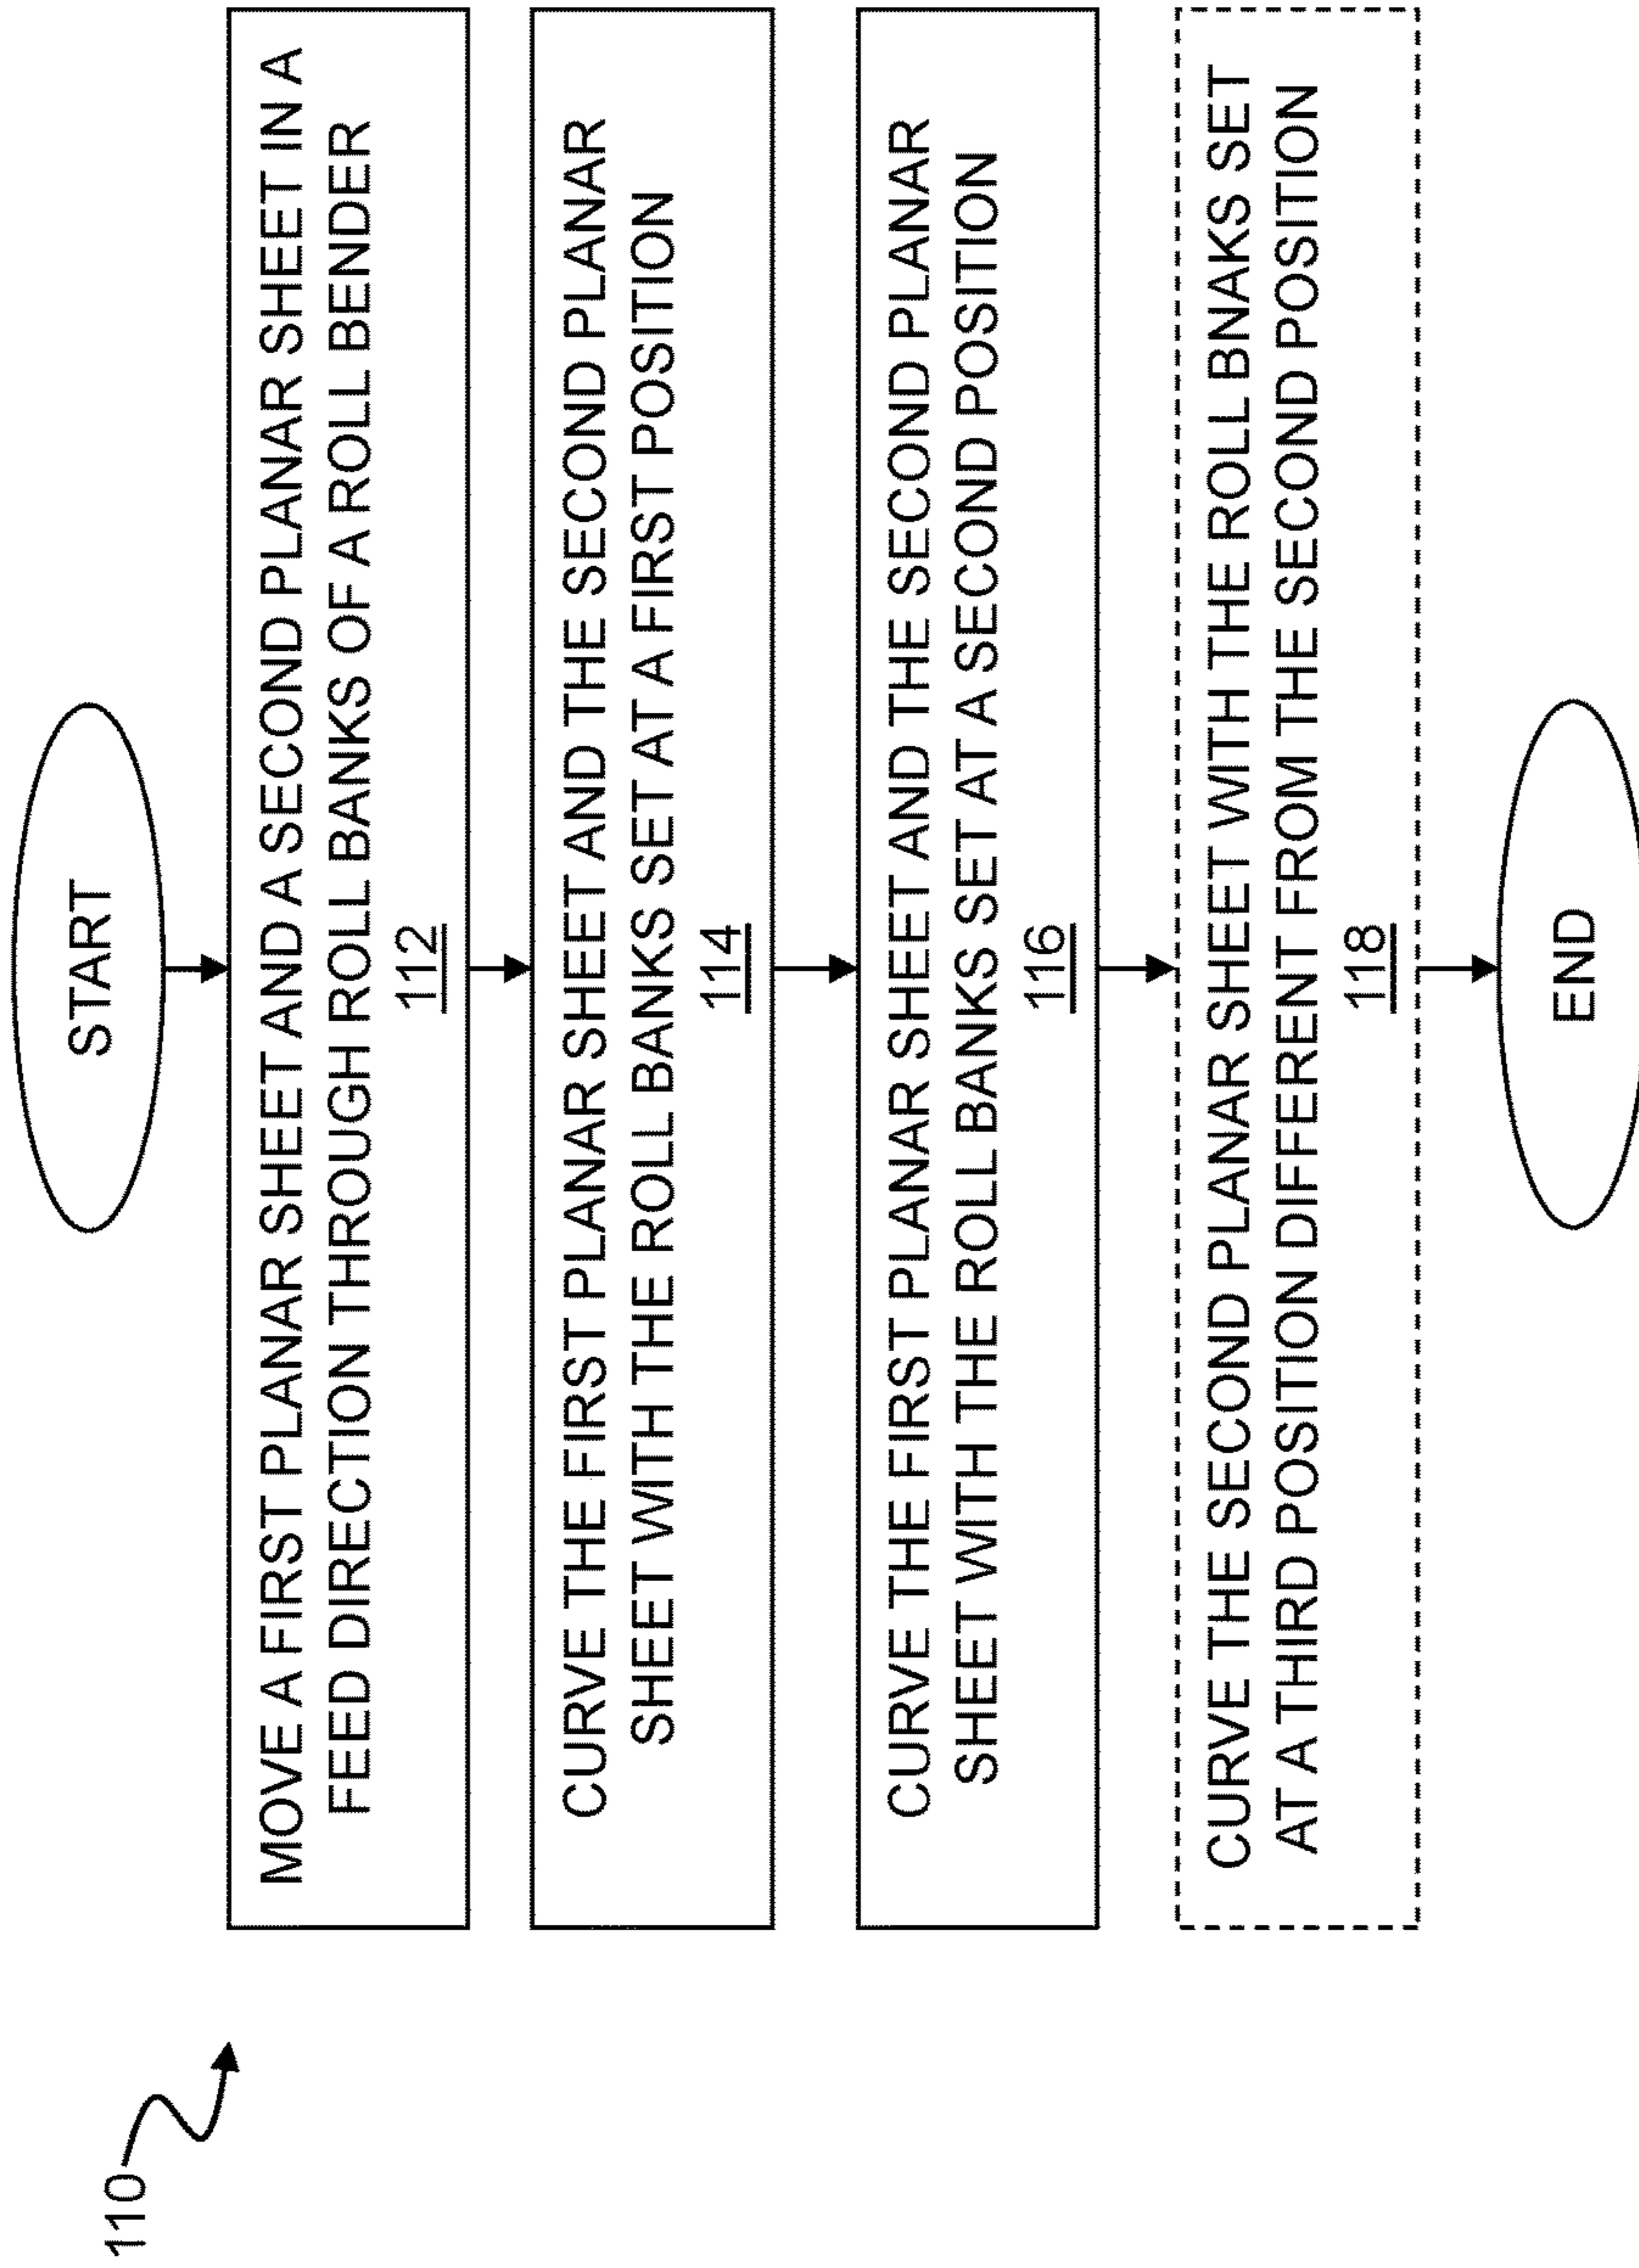 110
START
MOVE A FIRST PLANAR SHEET AND A SECOND PLANAR SHEET IN A
FEED DIRECTION THROUGH ROLL BANKS OF A ROLL BENDER
112
CURVE THE FIRST PLANAR SHEET AND THE SECOND PLANAR
SHEET WITH THE ROLL BANKS SET AT A FIRST POSITION
114
CURVE THE FIRST PLANAR SHEET AND THE SECOND PLANAR
SHEET WITH THE ROLL BANKS SET AT A SECOND POSITION
116
CURVE THE SECOND PLANAR SHEET WITH THE ROLL BNAKS SET
AT A THIRD POSITION DIFFERENT FROM THE SECOND POSITION
118
END